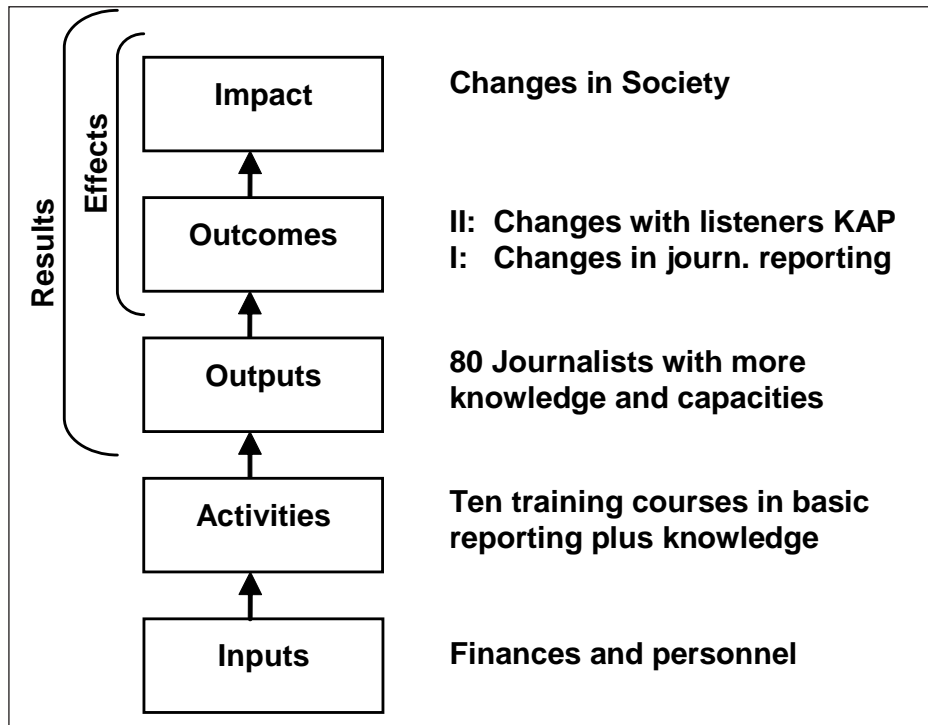 Results
Effects
Impact
Changes in Society
Outcomes
II: Changes with listeners KAP
I: Changes in journ. reporting
Outputs
80 Journalists with more
knowledge and capacities
Activities
Ten training courses in basic
reporting plus knowledge
Inputs
Finances and personnel